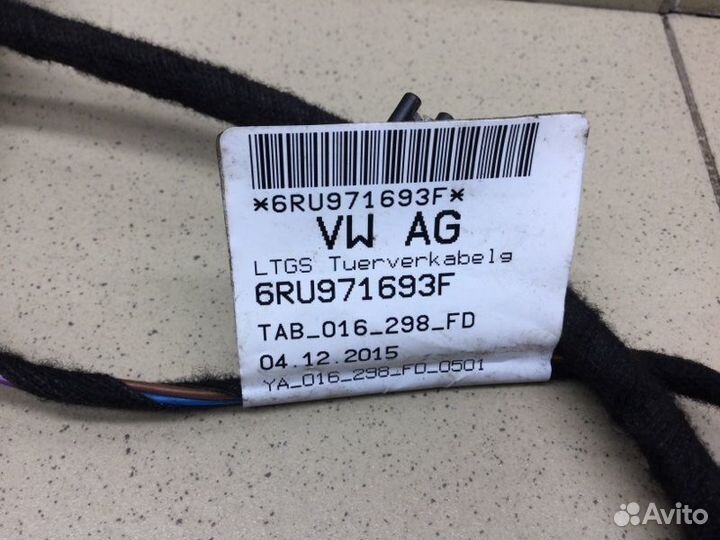 *6RU971693F*
VW AG
LTGS Tuerverkabelg
6RU971693F
TAB_016_298_FD
04.12.2015
YA_016_298_FD_0501
Avito